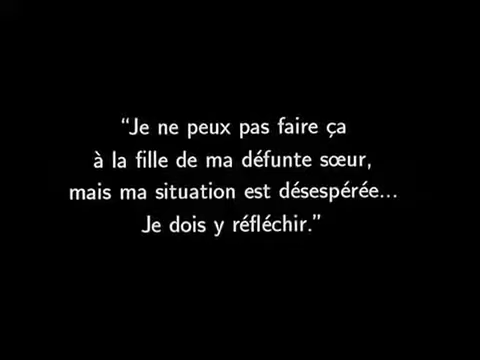 “Je ne peux pas faire ça
à la fille de ma défunte sœur,
mais ma situation est désespérée...
Je dois y réfléchir.”